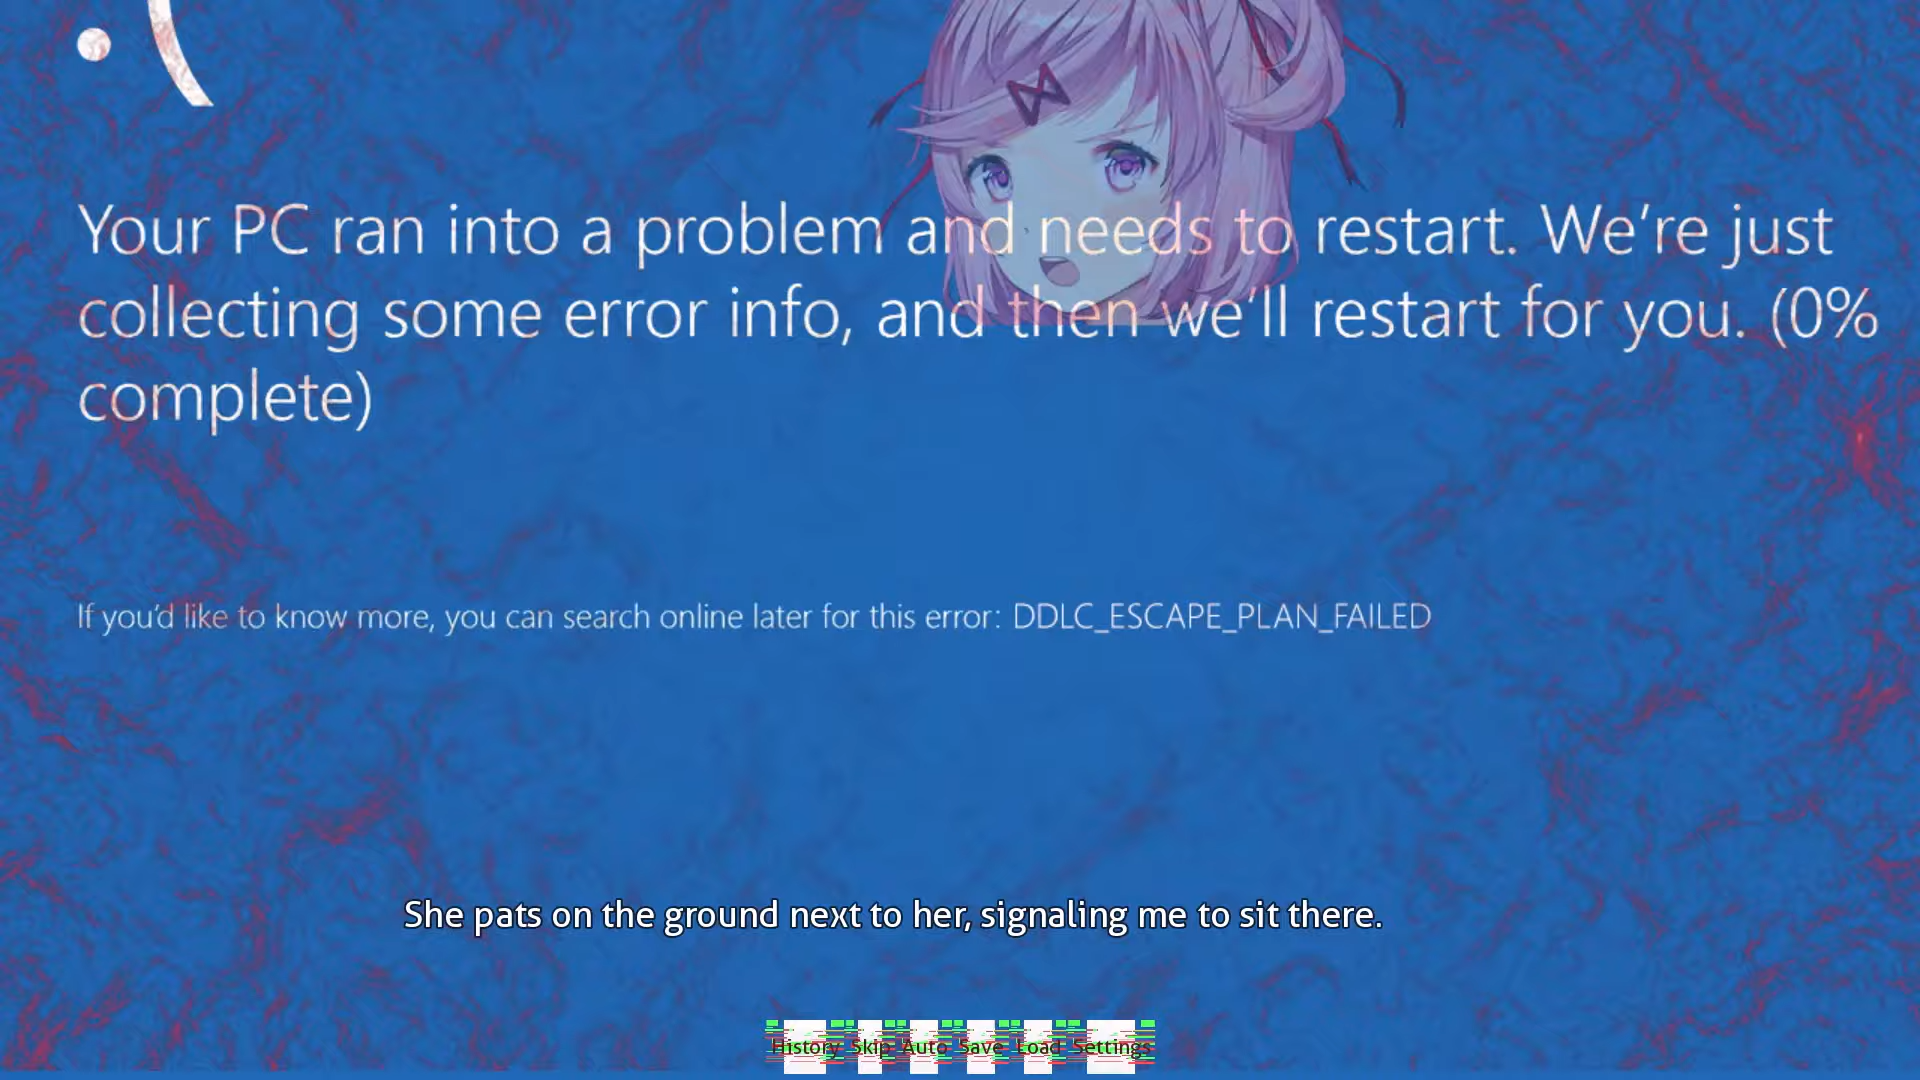 :(
Your PC ran into a problem and needs to restart. We're just
collecting some error info, and then we'll restart for you. (0%
complete)
If you'd like to know more, you can search online later for this error: DDLC_ESCAPE_PLAN_FAILED
She pats on the ground next to her, signaling me to sit there.
History Skip Auto Save Load Settings